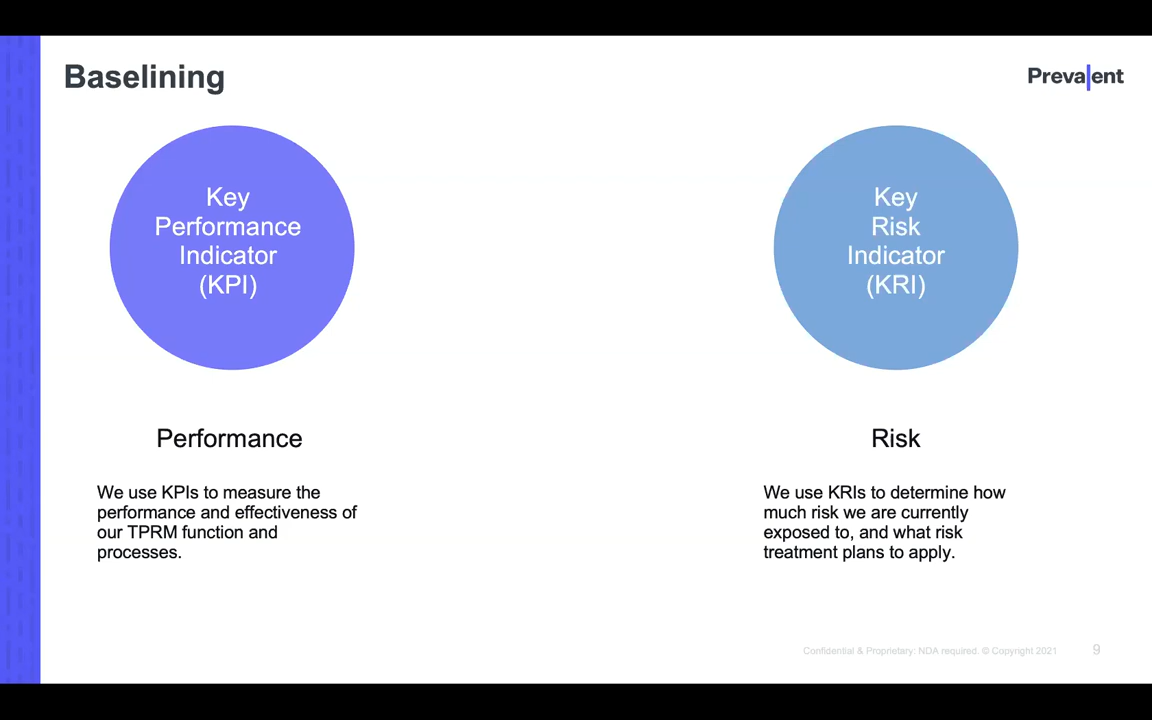 Baselining
Prevalent
Key
Performance
Indicator
(KPI)
Key
Risk
Indicator
(KRI)
Performance
We use KPIs to measure the
performance and effectiveness of
our TPRM function and
processes.
Risk
We use KRIs to determine how
much risk we are currently
exposed to, and what risk
treatment plans to apply.
Confidential & Proprietary: NDA required. © Copyright 2021
9